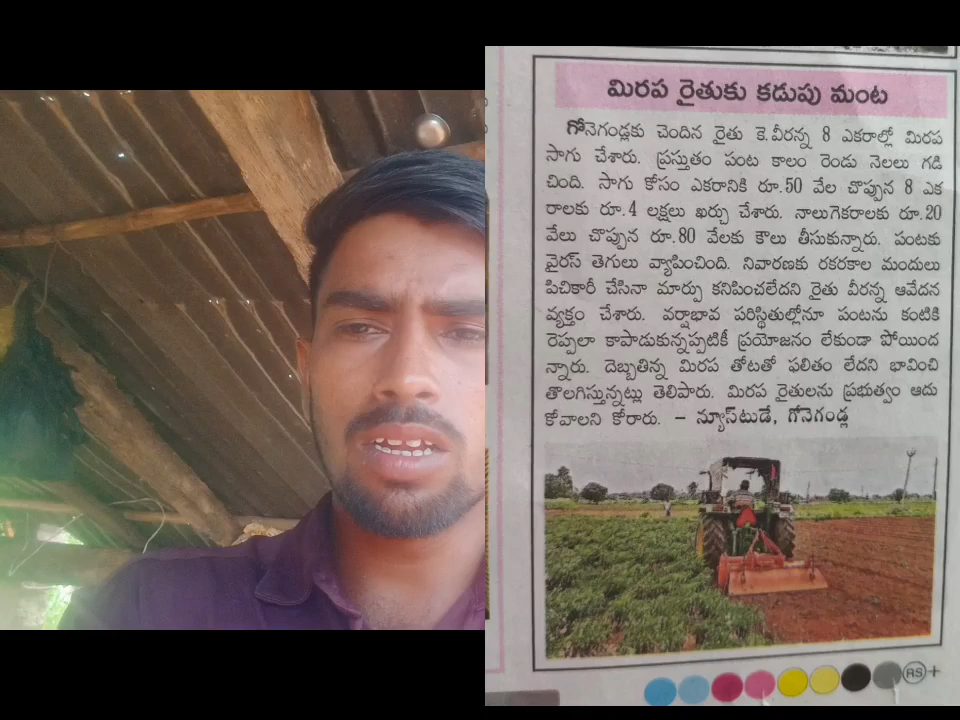 మిరప రైతుకు కడుపు మంట
గోనెగండ్లకు చెందిన రైతు కె.వీరన్న 8 ఎకరాల్లో మిరప
సాగు చేశారు. ప్రస్తుతం పంట కాలం రెండు నెలలు గడి
చింది. సాగు కోసం ఎకరానికి రూ.50 వేల చొప్పున 8 ఎక
రాలకు రూ.4 లక్షలు ఖర్చు చేశారు. నాలుగెకరాలకు రూ.20
వేలు చొప్పున రూ.80 వేలకు కౌలు తీసుకున్నారు. పంటకు
వైరస్ తెగులు వ్యాపించింది. నివారణకు రకరకాల మందులు
పిచికారీ చేసినా మార్పు కనిపించలేదని రైతు వీరన్న ఆవేదన
వ్యక్తం చేశారు. వర్షాభావ పరిస్థితుల్లోనూ పంటను కంటికి
రెప్పలా కాపాడుకున్నప్పటికీ ప్రయోజనం లేకుండా పోయింద
న్నారు. దెబ్బతిన్న మిరప తోటతో ఫలితం లేదని భావించి
తొలగిస్తున్నట్లు తెలిపారు. మిరప రైతులను ప్రభుత్వం ఆదు
కోవాలని కోరారు. – న్యూస్‌టుడే, గోనెగండ్ల
RS +